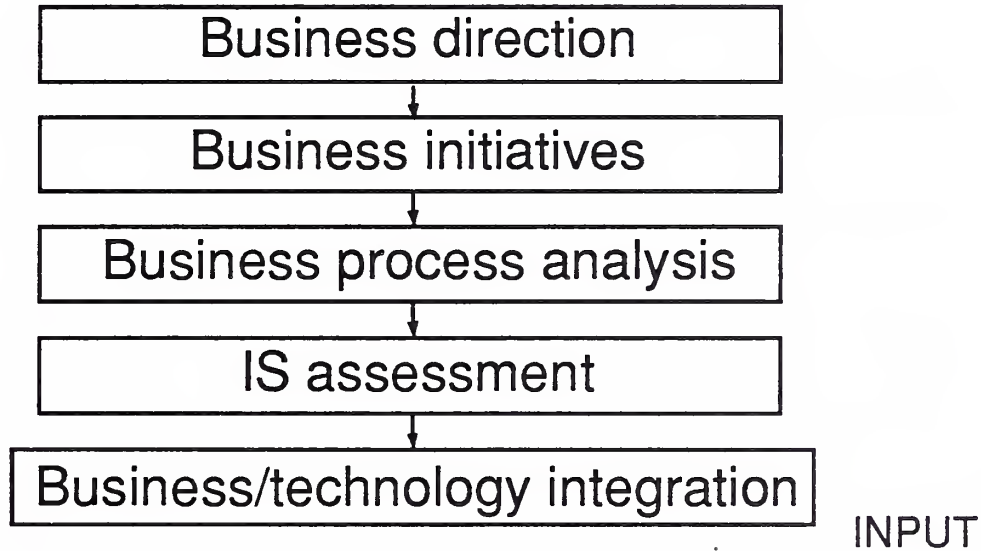 Business direction
Business initiatives
Business process analysis
IS assessment
Business/technology integration
INPUT